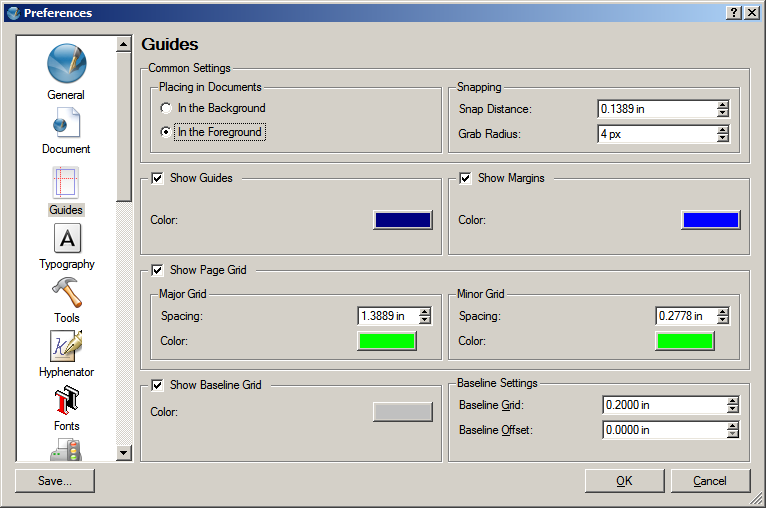 Preferences
General
Document
Guides
Typography
Tools
Hyphenator
Fonts
Save...
Guides
Common Settings
Placing in Documents
In the Background
In the Foreground
Snapping
Snap Distance: 0.1389 in
Grab Radius: 4 px
Show Guides
Color:
Show Margins
Color:
Show Page Grid
Major Grid
Spacing: 1.3889 in
Color:
Minor Grid
Spacing: 0.2778 in
Color:
Show Baseline Grid
Color:
Baseline Settings
Baseline Grid: 0.2000 in
Baseline Offset: 0.0000 in
OK
Cancel